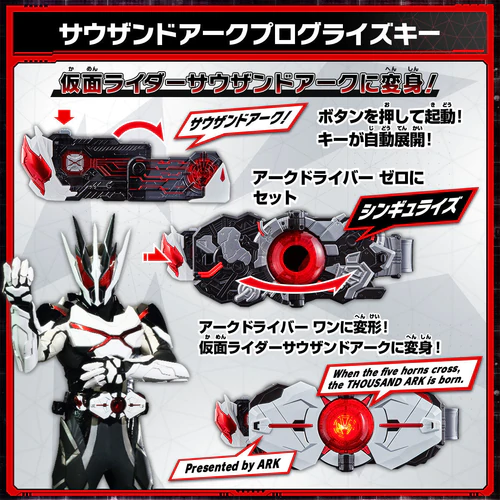 サウザンドアークプログライズキー
仮面ライダーサウザンドアークに変身!
サウザンドアーク!
ボタンを押して起動!
キーが自動展開!
アークドライバー ゼロに
セット
シンギュライズ
アークドライバー ワンに変形!
仮面ライダーサウザンドアークに変身!
When the five horns cross,
the THOUSAND ARK is born.
Presented by ARK